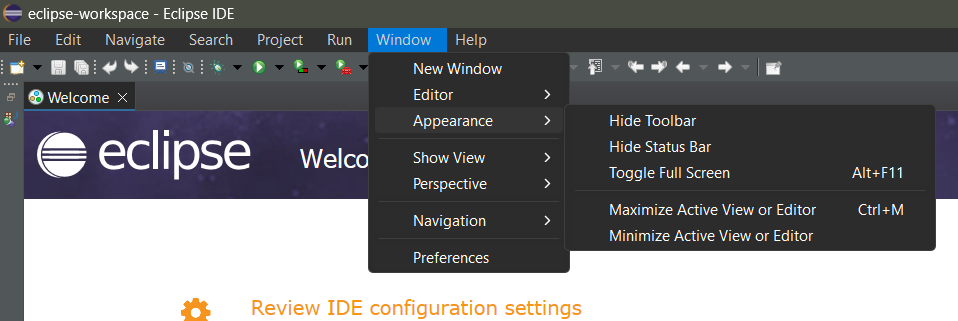 eclipse-workspace - Eclipse IDE
File Edit Navigate Search Project Run Window Help
New Window
Welcome
Editor
Appearance
Hide Toolbar
Hide Status Bar
eclipse
Show View
Toggle Full Screen Alt+F11
Perspective
Maximize Active View or Editor Ctrl+M
Navigation
Minimize Active View or Editor
Preferences
Review IDE configuration settings